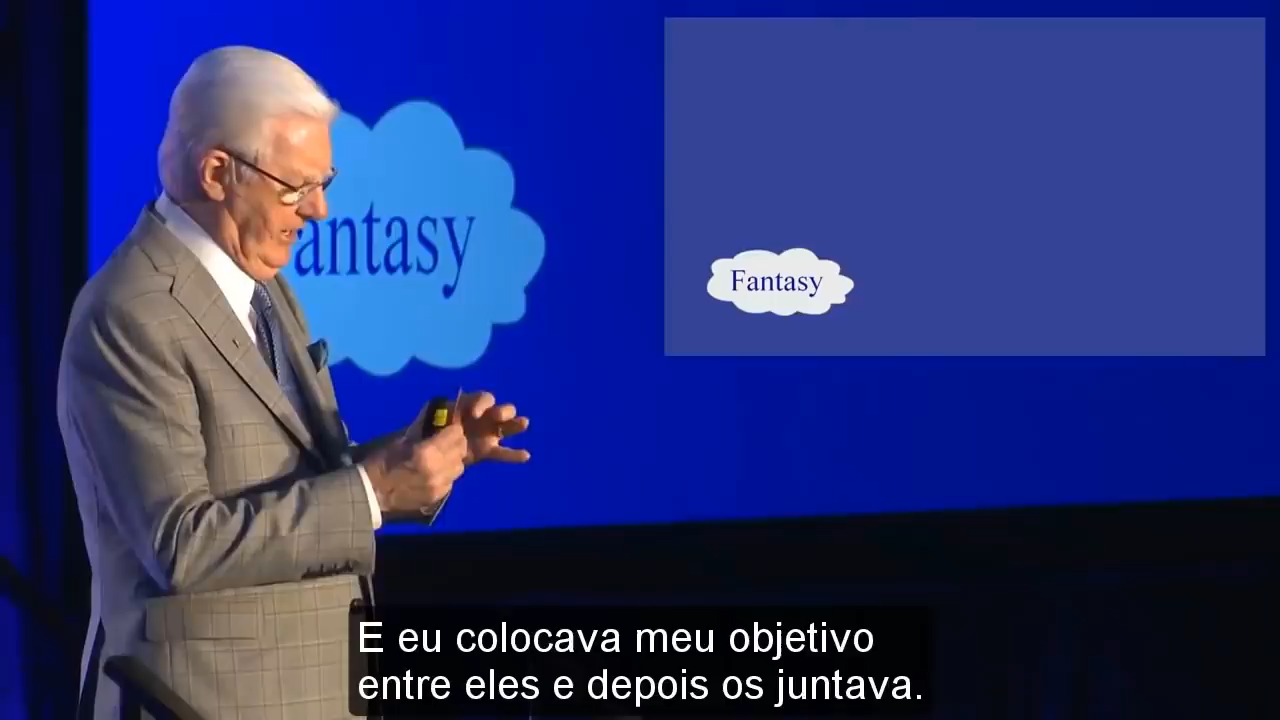 antasy
Fantasy
E eu colocava meu objetivo
entre eles e depois os juntava.